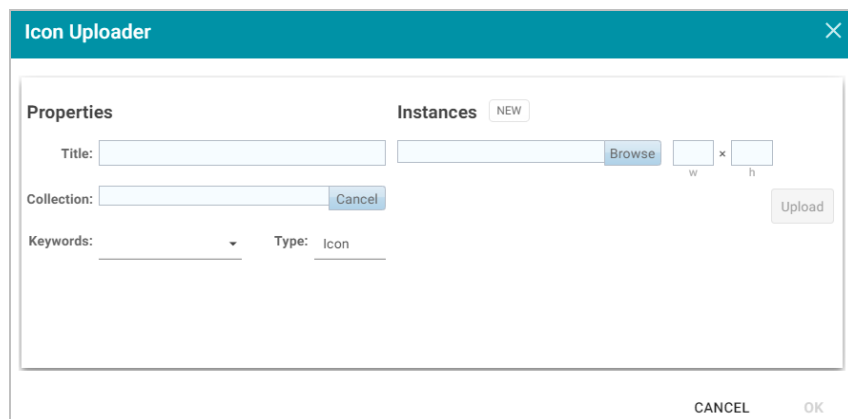 Icon Uploader
Properties
Instances NEW
Title:
Browse
×
w h
Collection: Cancel
Upload
Keywords:
Type: Icon
CANCEL OK